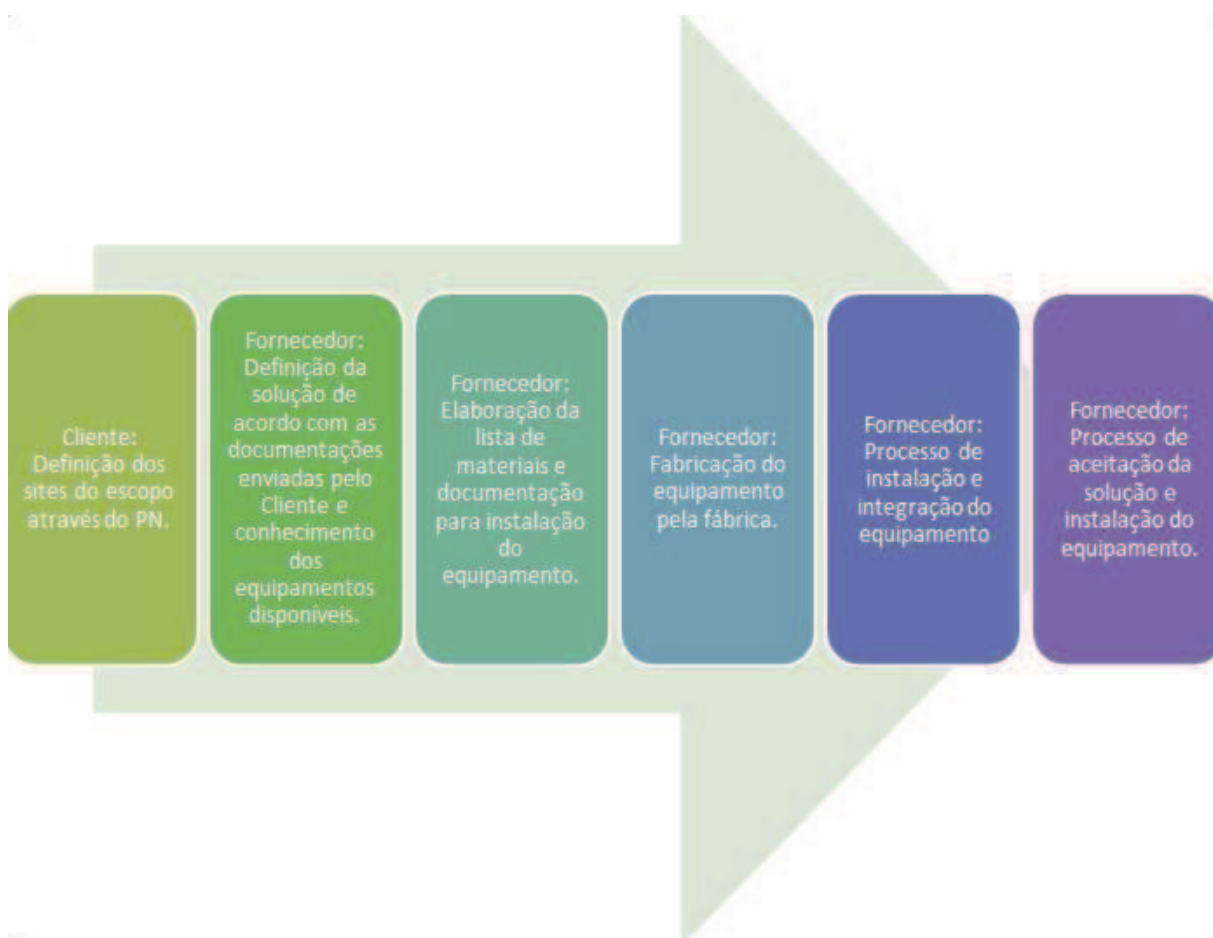 Cliente:
Definição dos
sites do escopo
através do PN.
Fornecedor:
Definição da
solução de
acordo com as
documentações
enviadas pelo
Cliente e
conhecimento
dos
equipamentos
disponíveis.
Fornecedor:
Elaboração da
lista de
materiais e
documentação
para instalação
do
equipamento.
Fornecedor:
Fabricação do
equipamento
pela fábrica.
Fornecedor:
Processo de
instalação e
integração do
equipamento
Fornecedor:
Processo de
aceitação da
solução e
instalação do
equipamento.